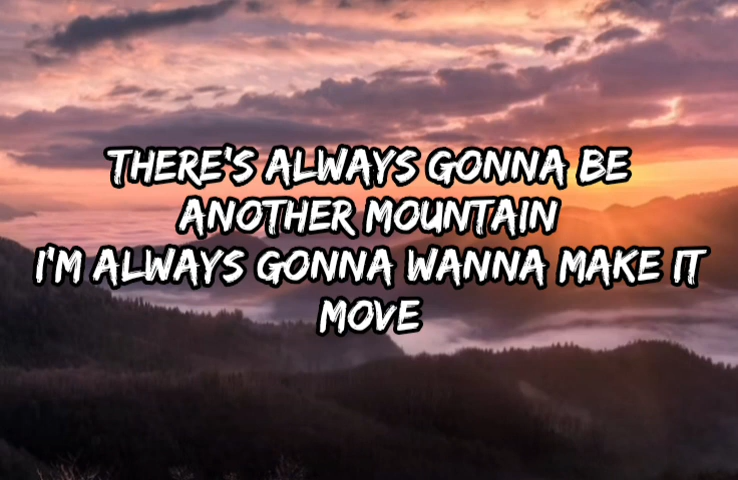 THERE'S ALWAYS GONNA BE
ANOTHER MOUNTAIN
I'M ALWAYS GONNA WANNA MAKE IT
MOVE